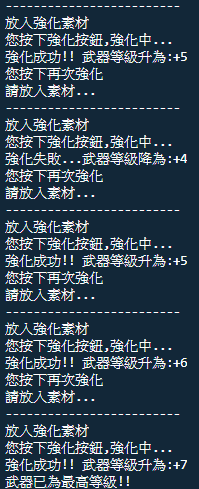 --------------------------
放入強化素材
您按下強化按鈕,強化中...
強化成功!! 武器等級升為:+5
您按下再次強化
請放入素材...
--------------------------
放入強化素材
您按下強化按鈕,強化中...
強化失敗...武器等級降為:+4
您按下再次強化
請放入素材...
--------------------------
放入強化素材
您按下強化按鈕,強化中...
強化成功!! 武器等級升為:+5
您按下再次強化
請放入素材...
--------------------------
放入強化素材
您按下強化按鈕,強化中...
強化成功!! 武器等級升為:+6
您按下再次強化
請放入素材...
--------------------------
放入強化素材
您按下強化按鈕,強化中...
強化成功!! 武器等級升為:+7
武器已為最高等級!!